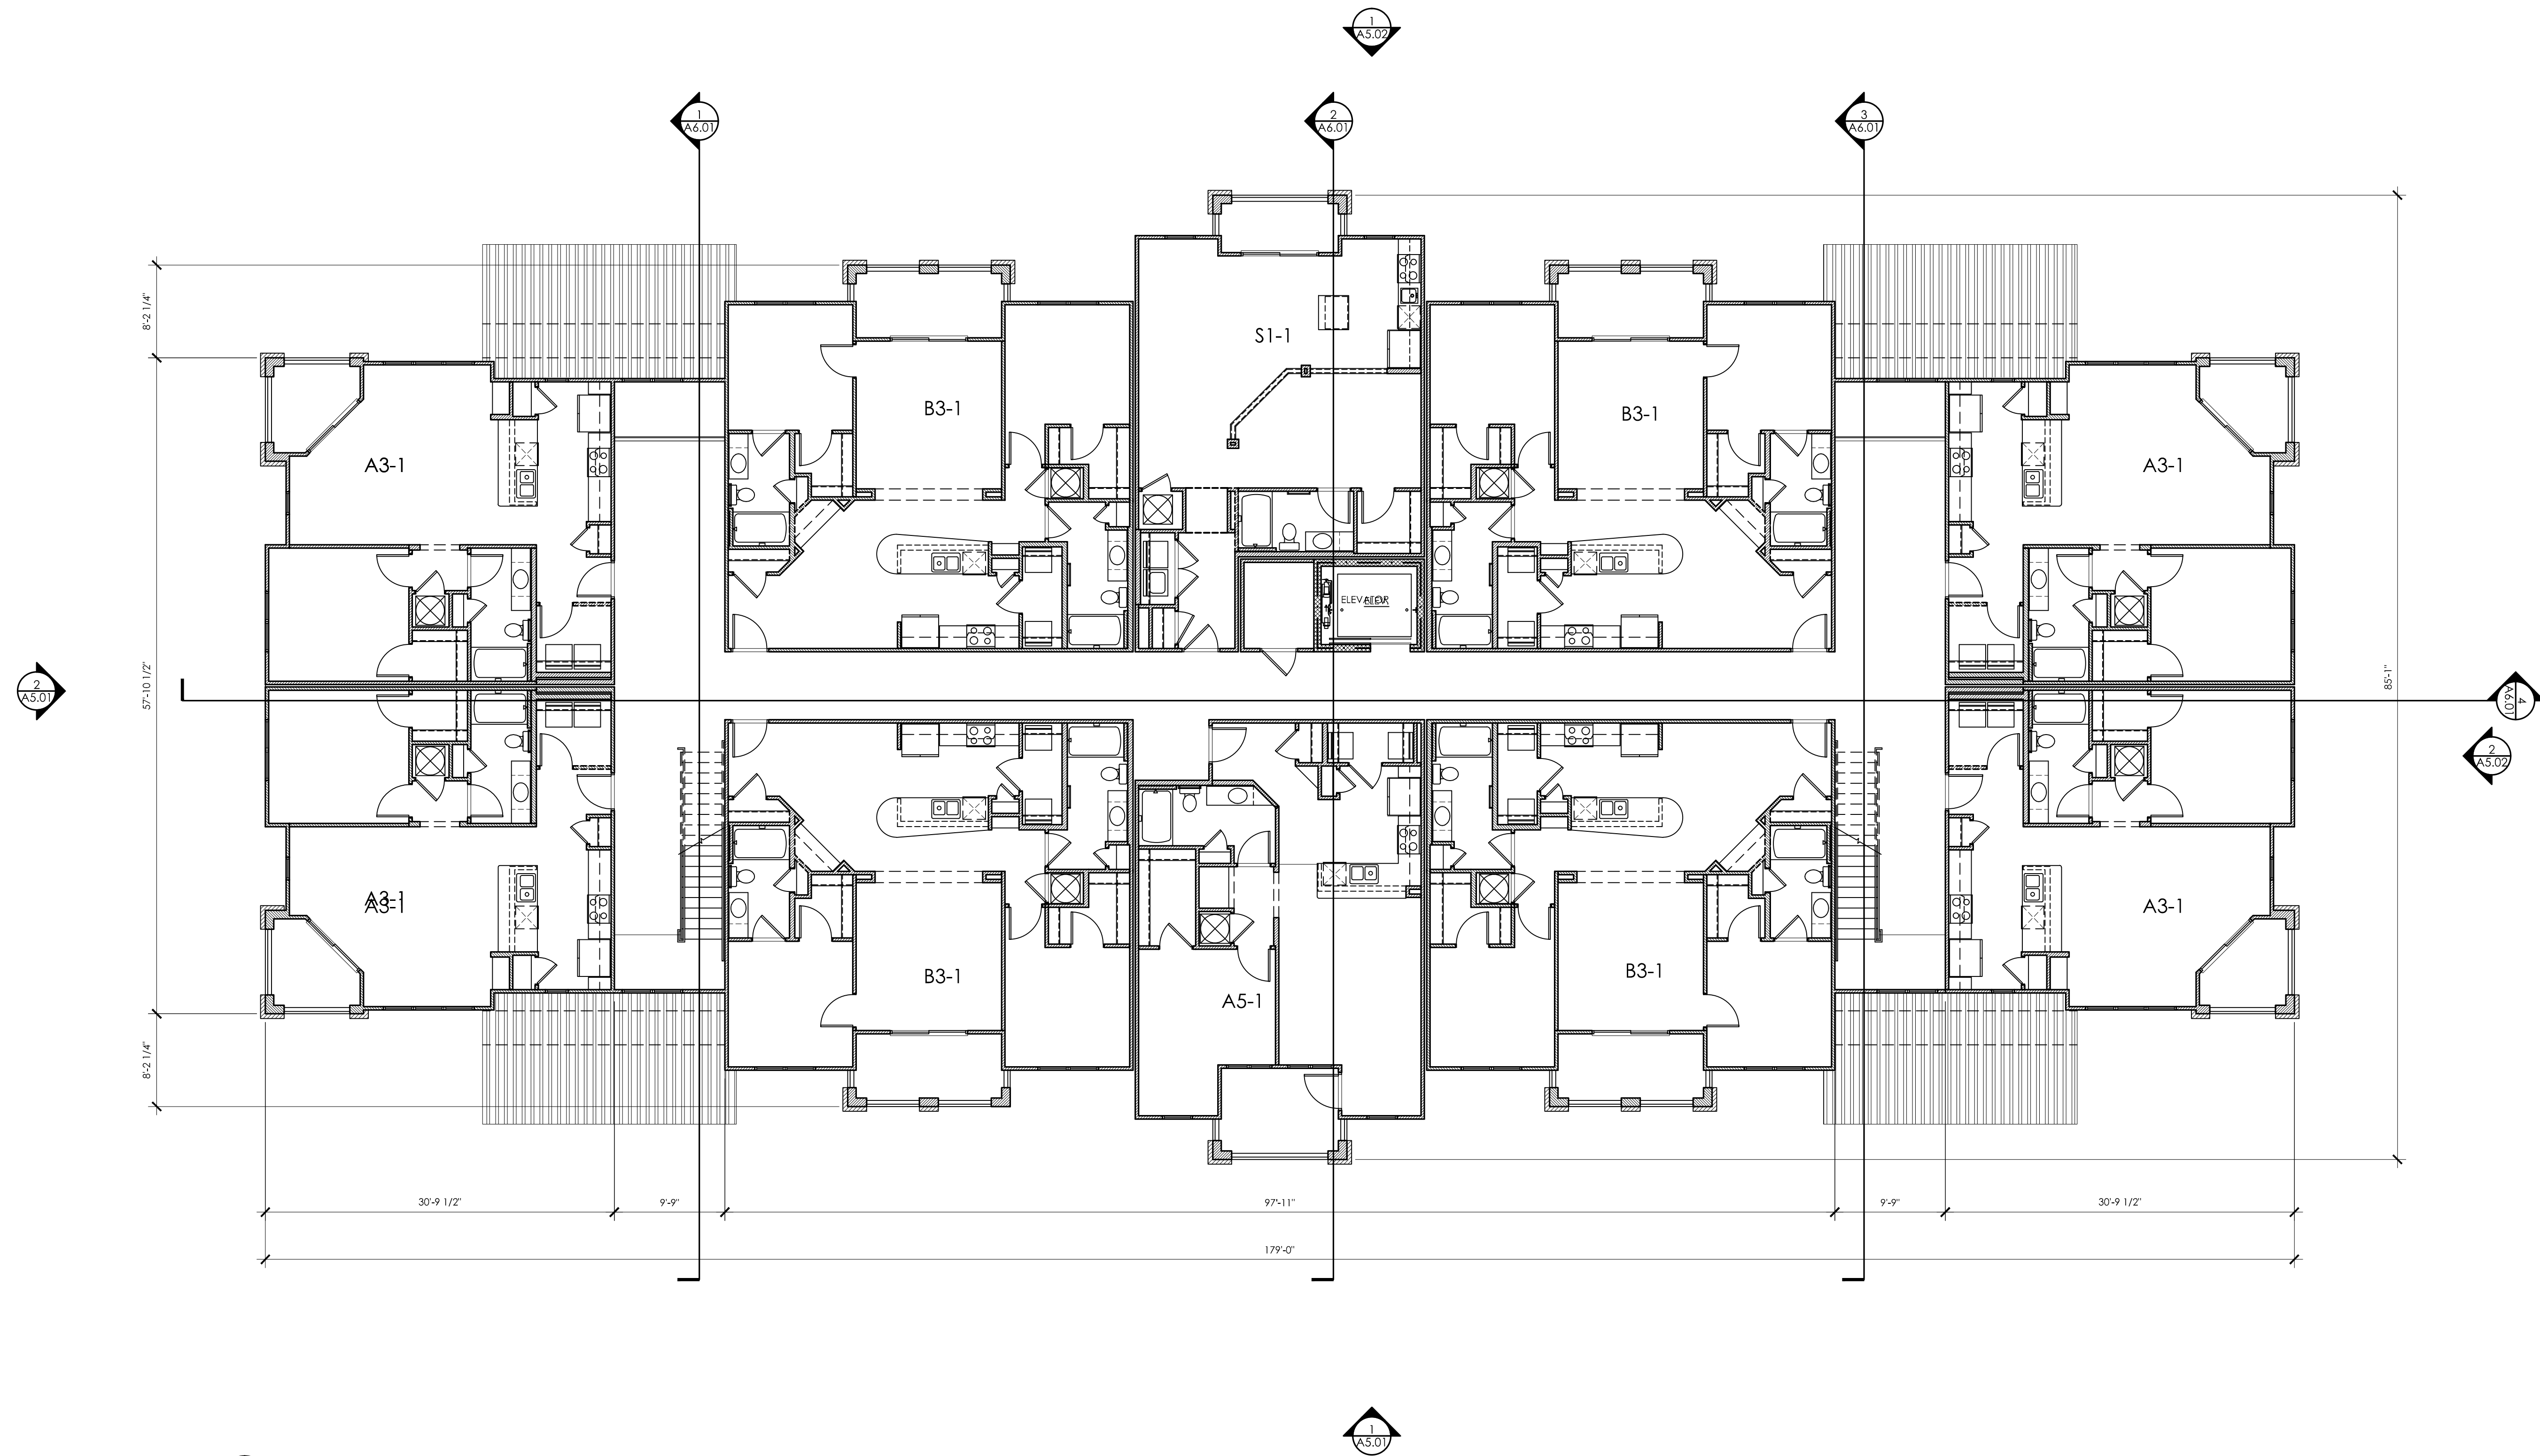 1
A5.02
1
A6.01
2
A6.01
3
A6.01
8'-2 1/4"
S1-1
B3-1
B3-1
A3-1
A3-1
ELEVATOR
ELEV.
57'-10 1/2"
85'-1"
2
A5.01
4
A6.01
2
A5.02
A3-1
A3-1
A3-1
B3-1
B3-1
A5-1
8'-2 1/4"
30'-9 1/2"
9'-9"
97'-11"
9'-9"
30'-9 1/2"
179'-0"
1
A5.01